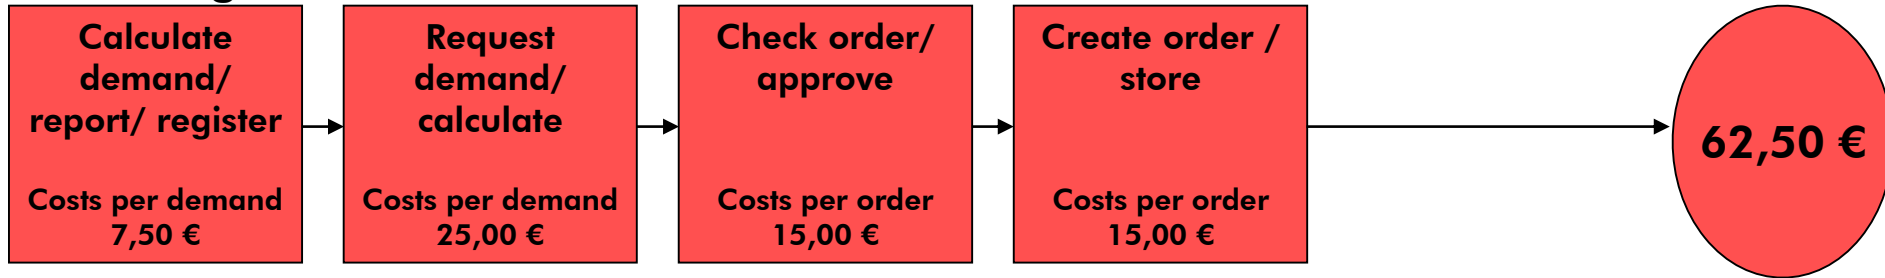 Calculate
demand/
report/ register
Costs per demand
7,50 €
Request
demand/
calculate
Costs per demand
25,00 €
Check order/
approve
Costs per order
15,00 €
Create order /
store
Costs per order
15,00 €
62,50 €